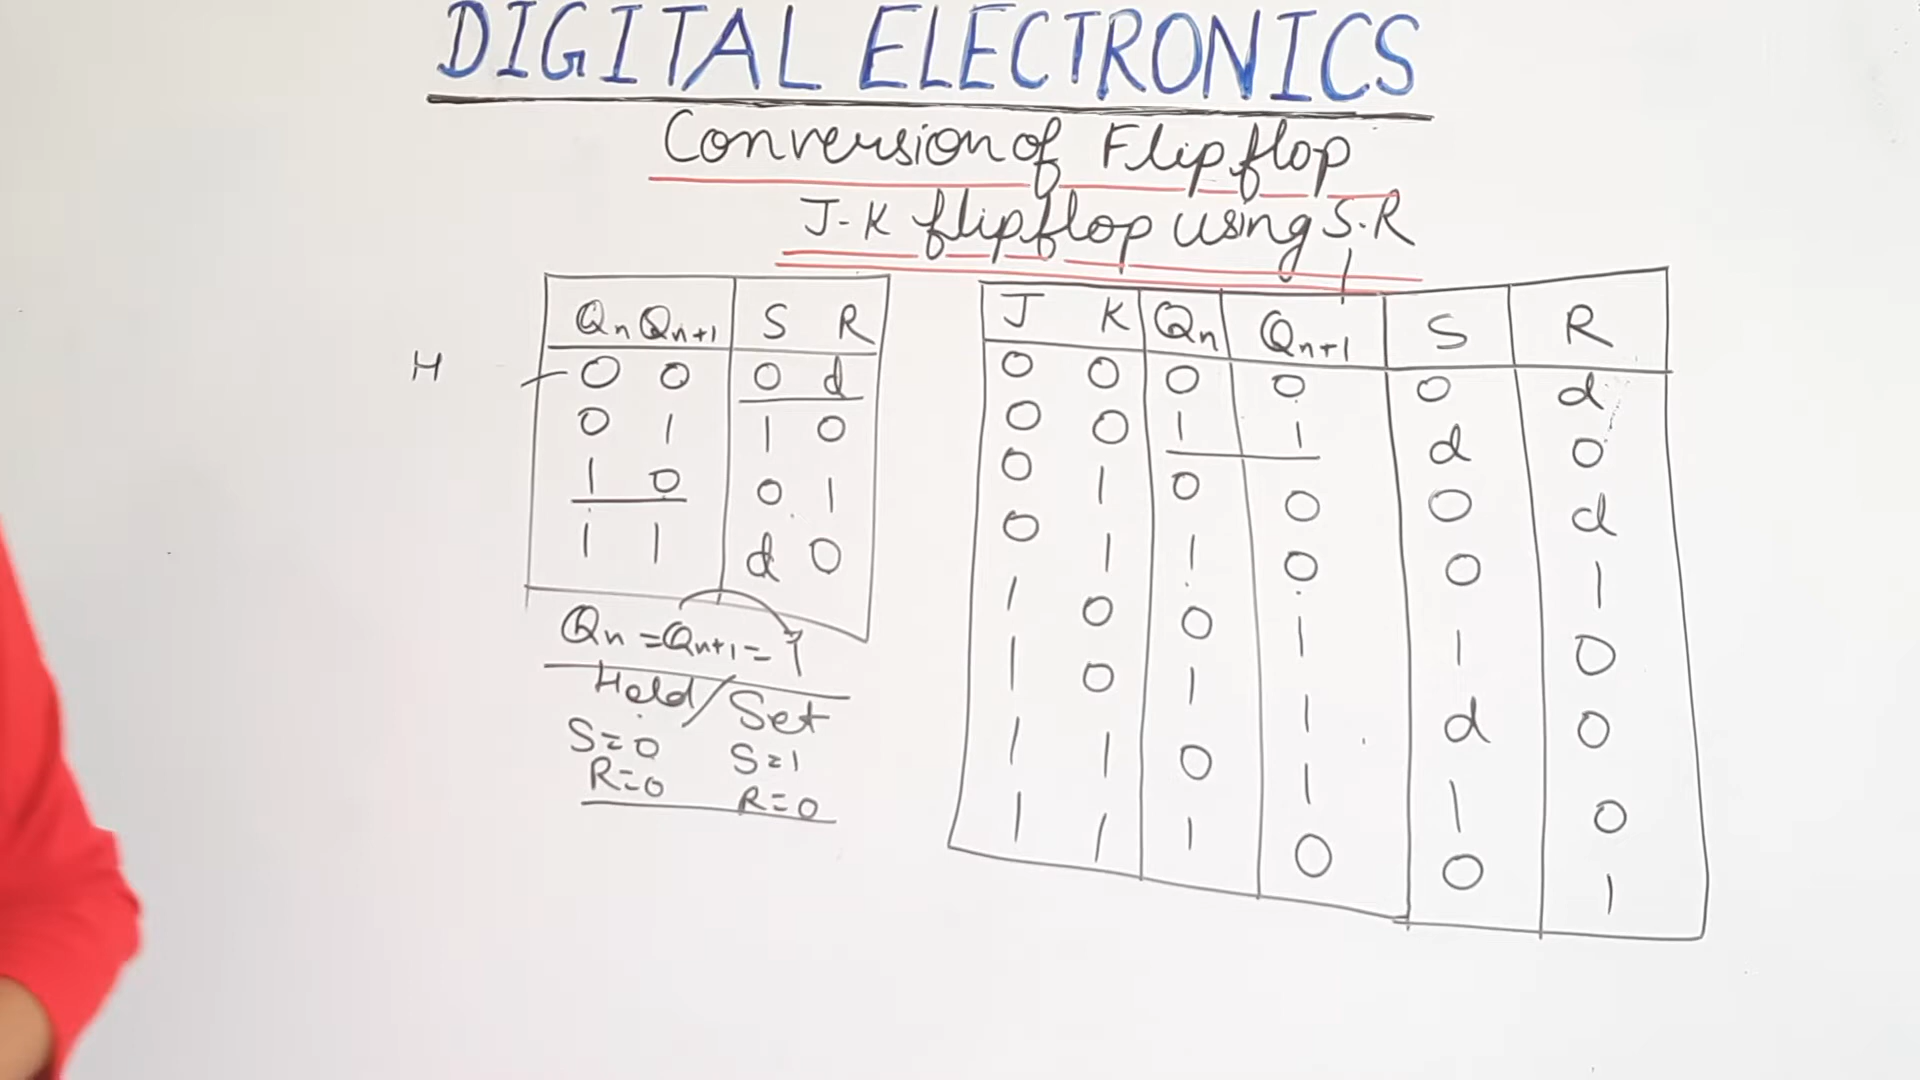 DIGITAL ELECTRONICS
Conversion of Flip flop
J-K flipflop using S.R
H
Qn Qn+1 S R
0 0 0 d
0 1 1 0
1 0 0 1
1 1 d 0
Qn = Qn+1 = 1
Hold/Set
S=0 S=1
R=0 R=0
J K Qn Qn+1 S R
0 0 0 0 0 d
0 0 1 1 d 0
0 1 0 0 0 d
0 1 1 0 0 1
1 0 0 1 1 0
1 0 1 1 d 0
1 1 0 1 1 0
1 1 1 0 0 1